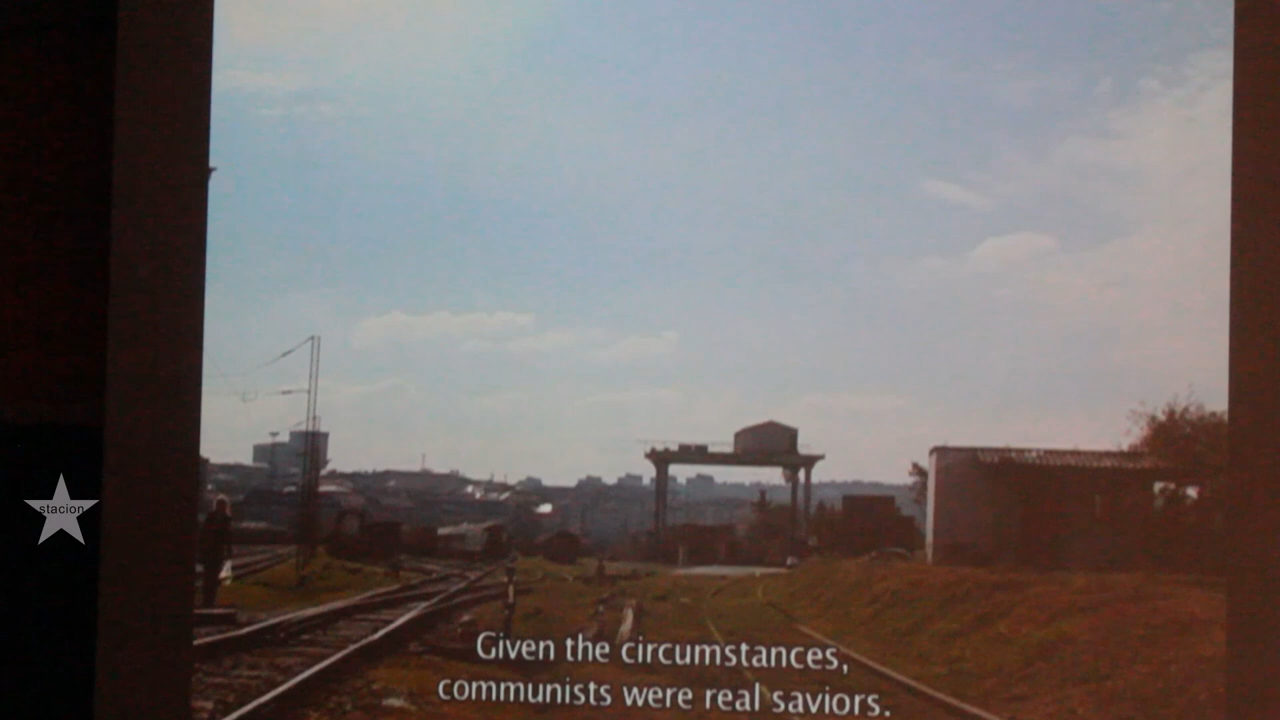 stacion
Given the circumstances,
communists were real saviors.